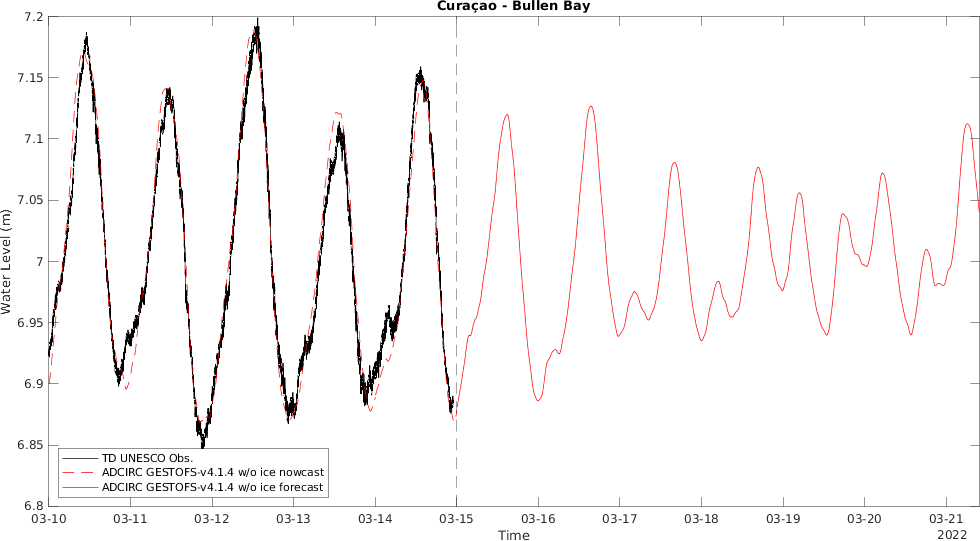 Curaçao - Bullen Bay
7.2
7.15
7.1
7.05
7
6.95
6.9
6.85
6.8
Water Level (m)
TD UNESCO Obs.
ADCIRC GESTOFS-v4.1.4 w/o ice nowcast
ADCIRC GESTOFS-v4.1.4 w/o ice forecast
03-10 03-11 03-12 03-13 03-14 03-15 03-16 03-17 03-18 03-19 03-20 03-21
Time
2022